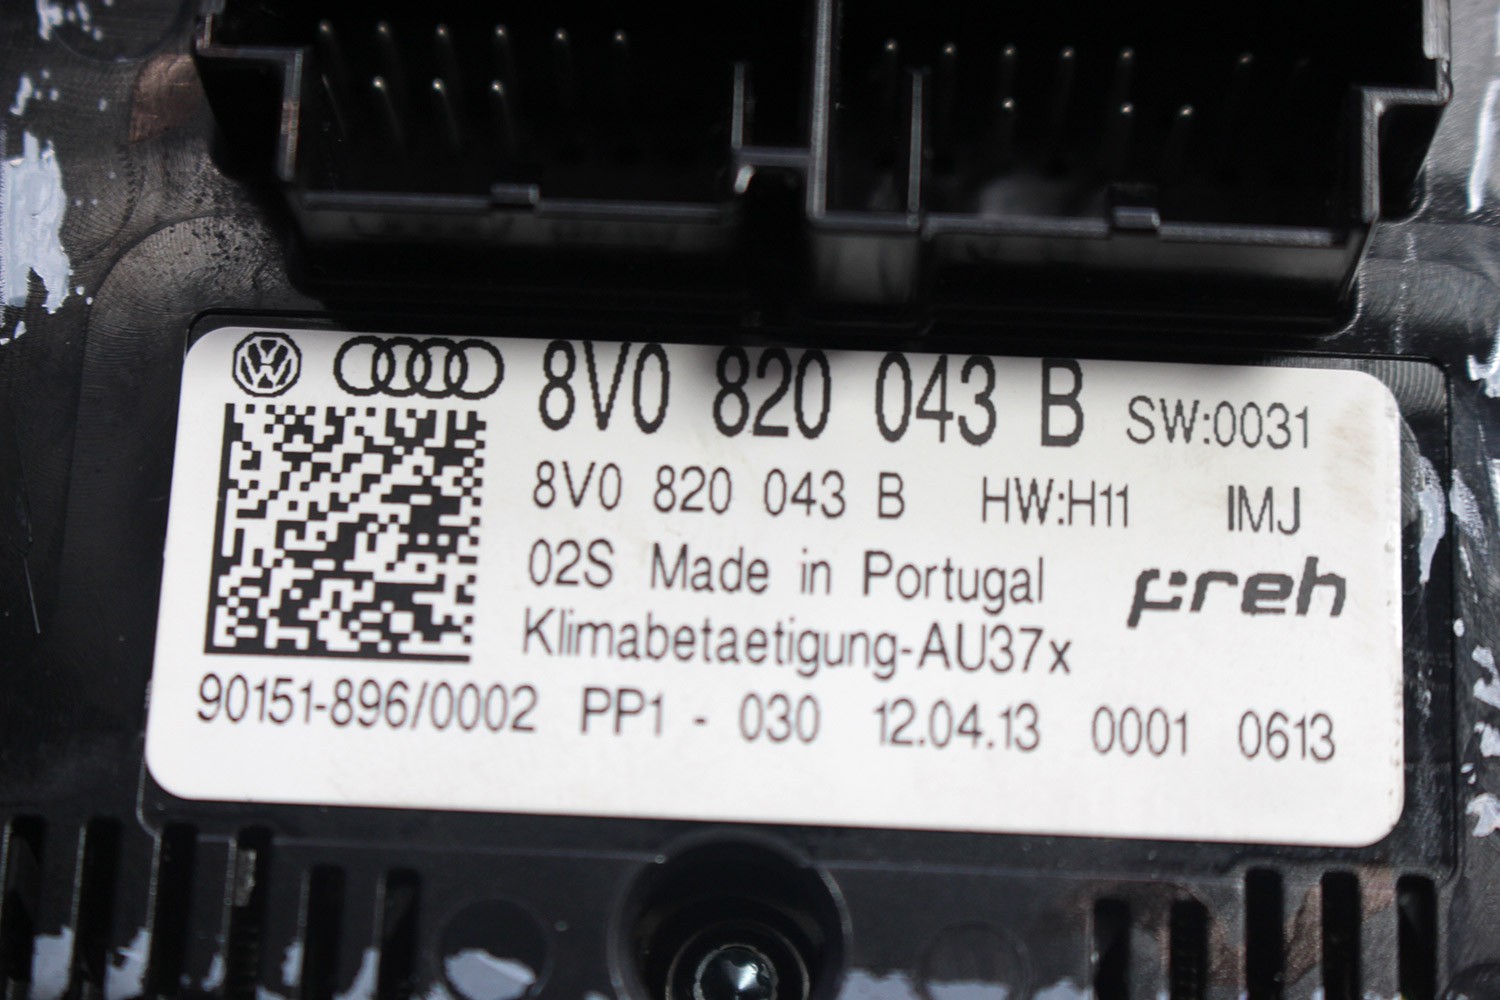 8V0 820 043 B SW:0031
8V0 820 043 B HW:H11 IMJ
02S Made in Portugal preh
Klimabetaetigung-AU37x
90151-896/0002 PP1 - 030 12.04.13 0001 0613